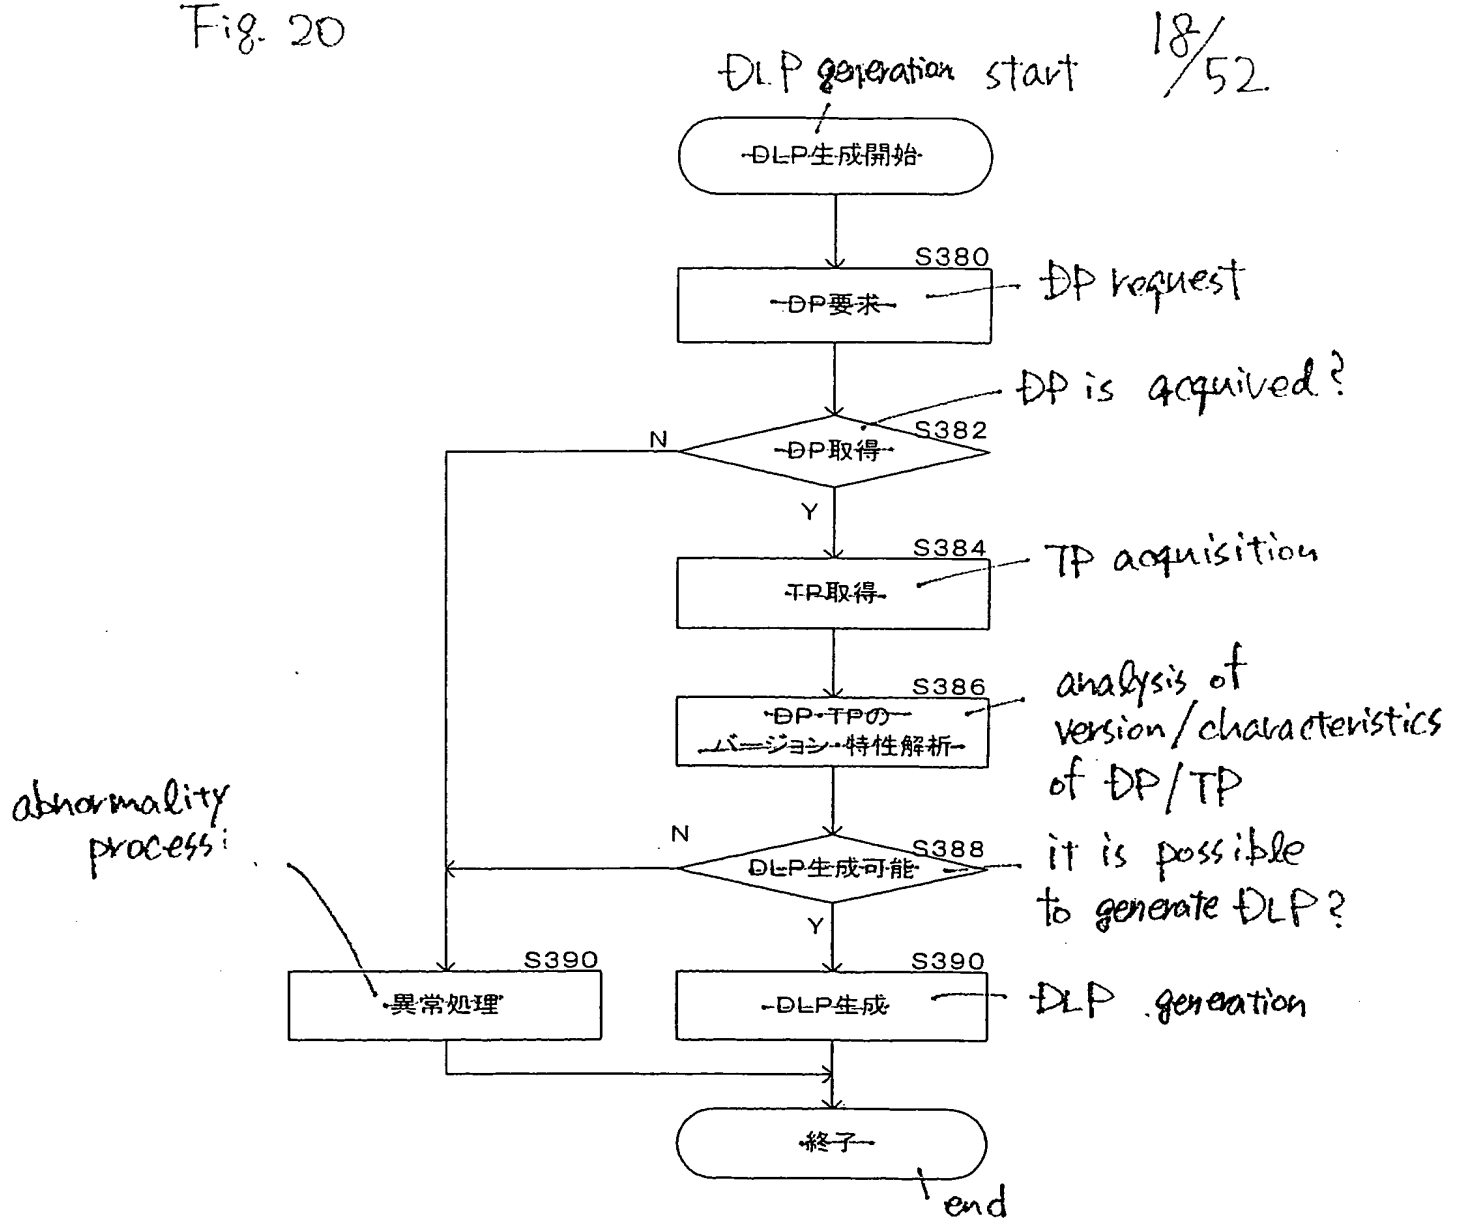 Fig. 20
18/52
DLP generation start
DLP生成開始
S380
DP要求
DP request
DP is acquived?
S382
N
DP取得
Y
S384
TP取得
TP acquisition
S386
DP・TPの
バージョン・特性解析
analysis of
version/characteristics
of DP/TP
abnormality
process:
N
S388
DLP生成可能
it is possible
to generate DLP?
Y
S390
異常処理
S390
DLP生成
DLP generation
終了
end